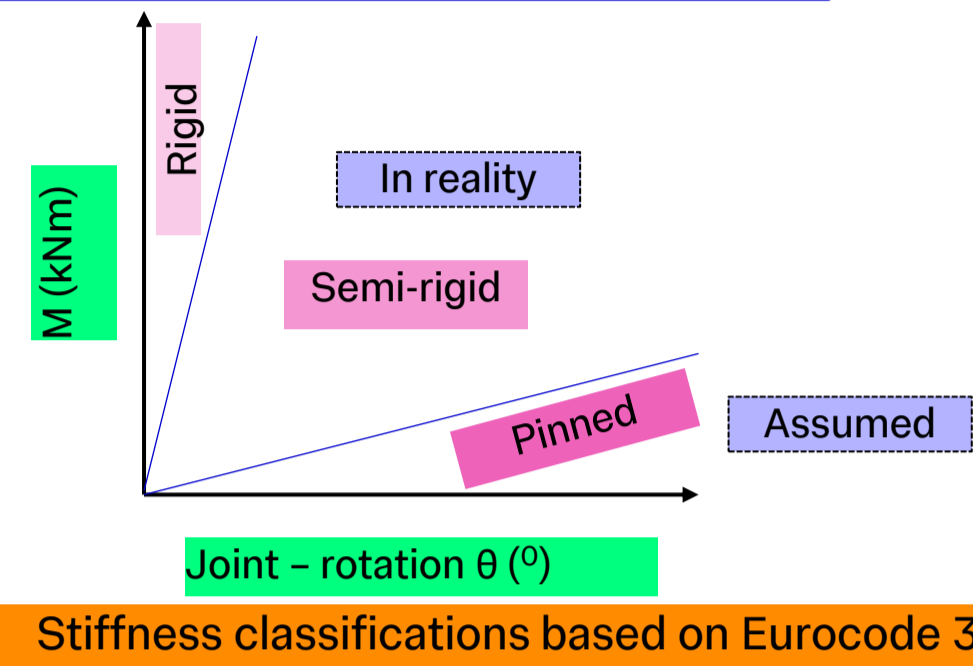 Rigid
In reality
M (kNm)
Semi-rigid
Pinned
Assumed
Joint – rotation θ (⁰)
Stiffness classifications based on Eurocode 3